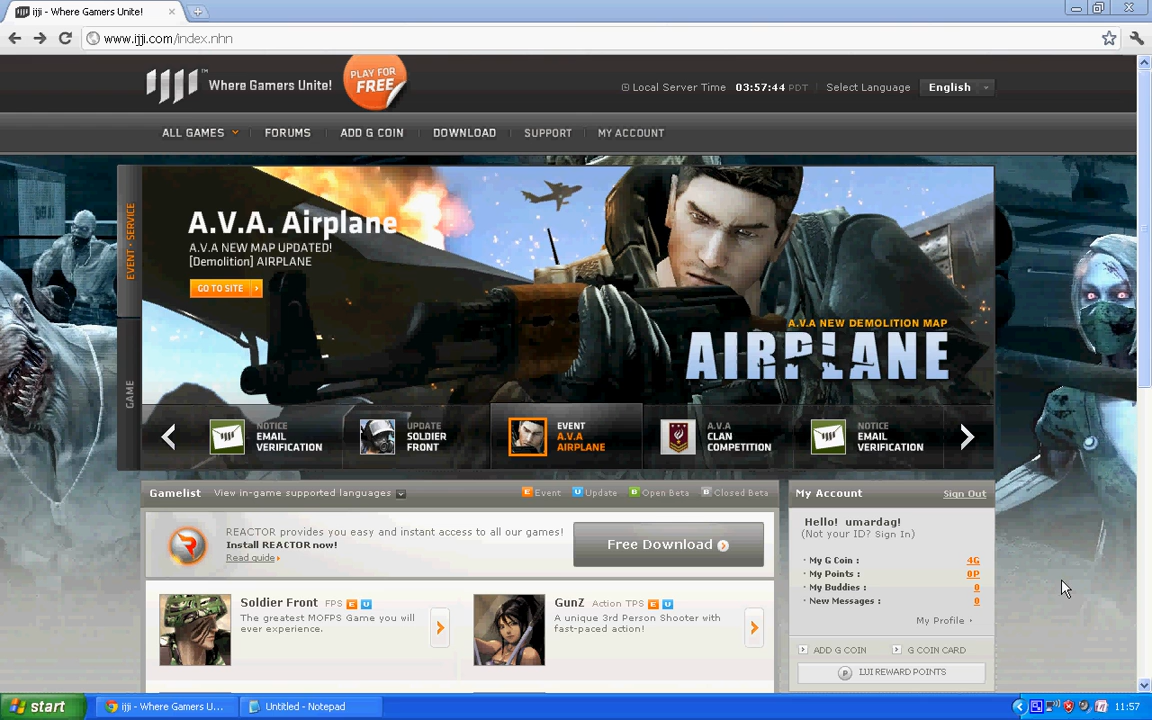 ijji - Where Gamers Unite!
www.ijji.com/index.nhn
ijji™ Where Gamers Unite!
PLAY FOR
FREE
Local Server Time 03:57:44 PDT Select Language English
ALL GAMES FORUMS ADD G COIN DOWNLOAD SUPPORT MY ACCOUNT
EVENT · SERVICE
GAME
A.V.A. Airplane
A.V.A NEW MAP UPDATED!
[Demolition] AIRPLANE
GO TO SITE
A.V.A NEW DEMOLITION MAP
AIRPLANE
NOTICE
EMAIL
VERIFICATION
UPDATE
SOLDIER
FRONT
EVENT
A.V.A
AIRPLANE
A.V.A
CLAN
COMPETITION
NOTICE
EMAIL
VERIFICATION
Gamelist View in-game supported languages E Event U Update B Open Beta B Closed Beta
REACTOR provides you easy and instant access to all our games!
Install REACTOR now!
Read guide
Free Download
Soldier Front FPS E U
The greatest MOFPS Game you will
ever experience.
GunZ Action TPS E U
A unique 3rd Person Shooter with
fast-paced action!
My Account Sign Out
Hello! umardag!
(Not your ID? Sign In)
· My G Coin : 4G
· My Points : 0P
· My Buddies : 0
· New Messages : 0
My Profile
ADD G COIN G COIN CARD
P IJJI REWARD POINTS
start ijji - Where Gamers U... Untitled - Notepad 11:57